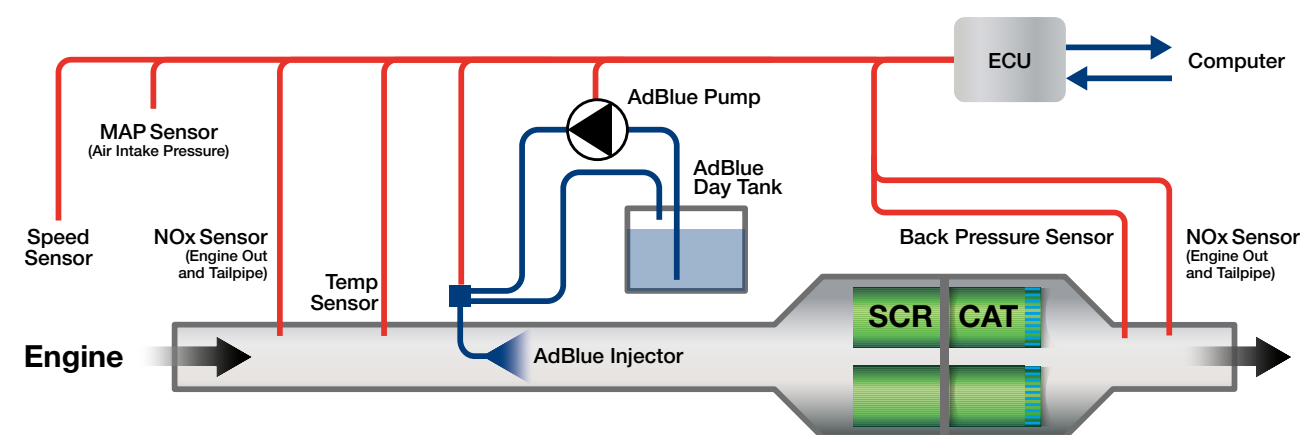 ECU
Computer
AdBlue Pump
MAP Sensor
(Air Intake Pressure)
AdBlue
Day Tank
Speed
Sensor
NOx Sensor
(Engine Out
and Tailpipe)
Temp
Sensor
Back Pressure Sensor
NOx Sensor
(Engine Out
and Tailpipe)
SCR CAT
Engine
AdBlue Injector